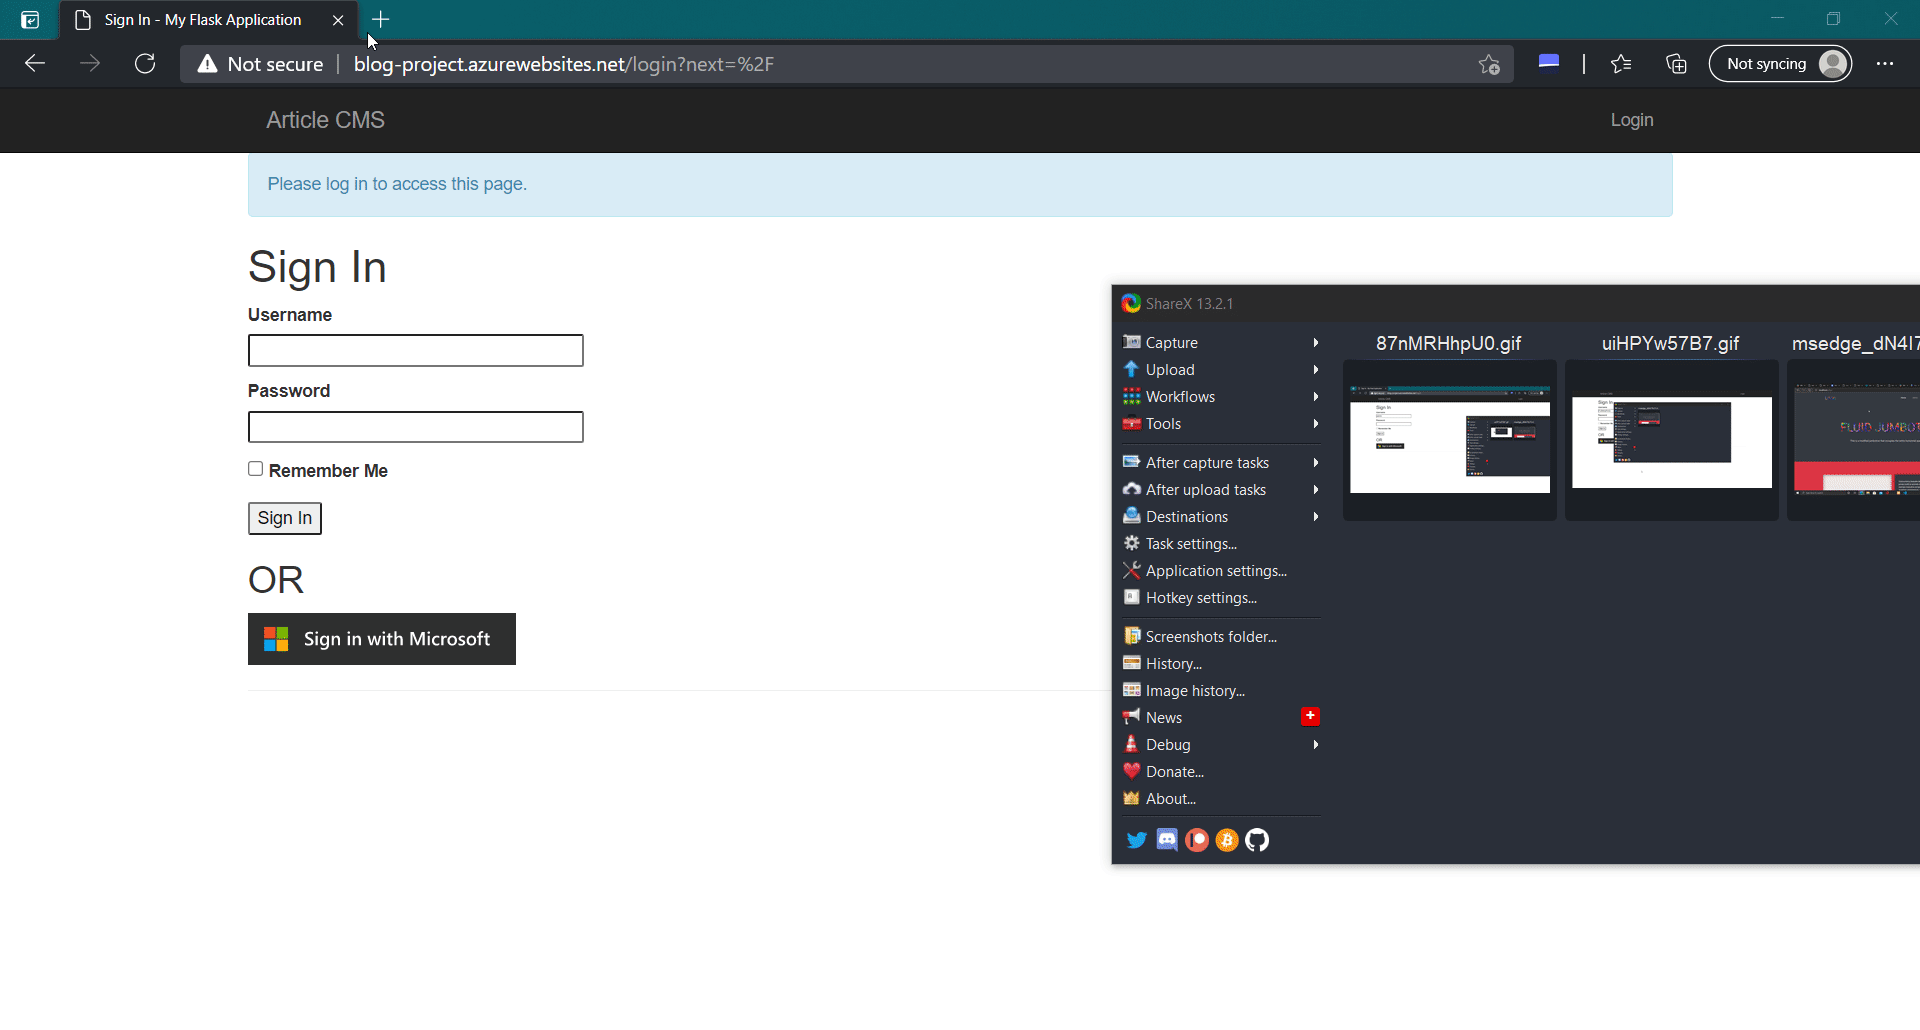 Sign In - My Flask Application
Not secure
blog-project.azurewebsites.net/login?next=%2F
Not syncing
Article CMS
Login
Please log in to access this page.
Sign In
Username
Password
Remember Me
Sign In
OR
Sign in with Microsoft
ShareX 13.2.1
Capture
Upload
Workflows
Tools
After capture tasks
After upload tasks
Destinations
Task settings...
Application settings...
Hotkey settings...
Screenshots folder...
History...
Image history...
News
Debug
Donate...
About...
87nMRHhpU0.gif
uiHPYw57B7.gif
msedge_dN4I7
FLUID JUMBOT